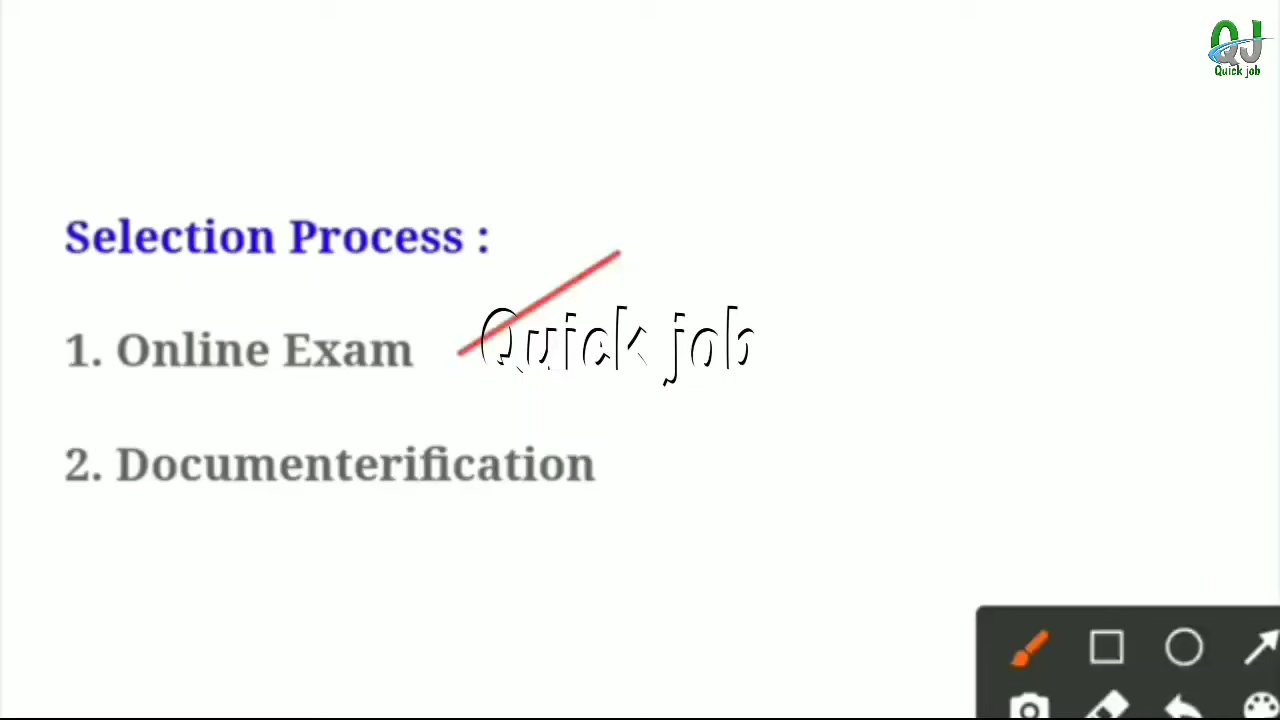 QJ
Quick job
Selection Process :
1. Online Exam
Quick job
2. Documenterification